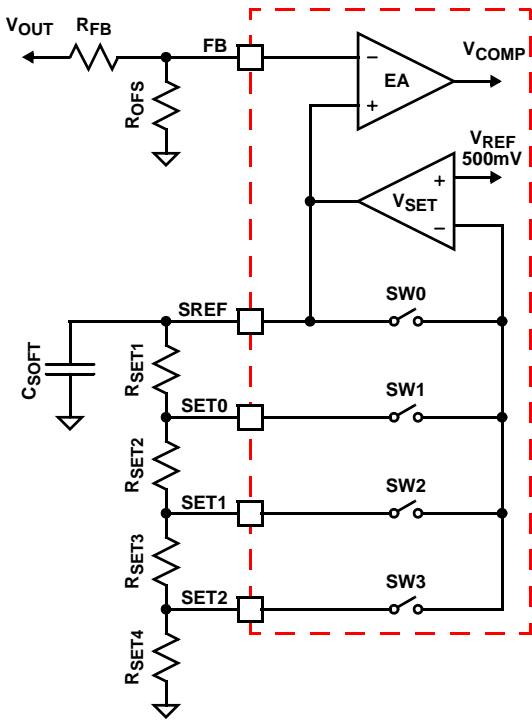 VOUT
RFB
FB
ROFS
−
EA
+
VCOMP
VREF
500mV
+
VSET
−
SREF
SW0
CSOFT
RSET1
SET0
SW1
RSET2
SET1
SW2
RSET3
SET2
SW3
RSET4